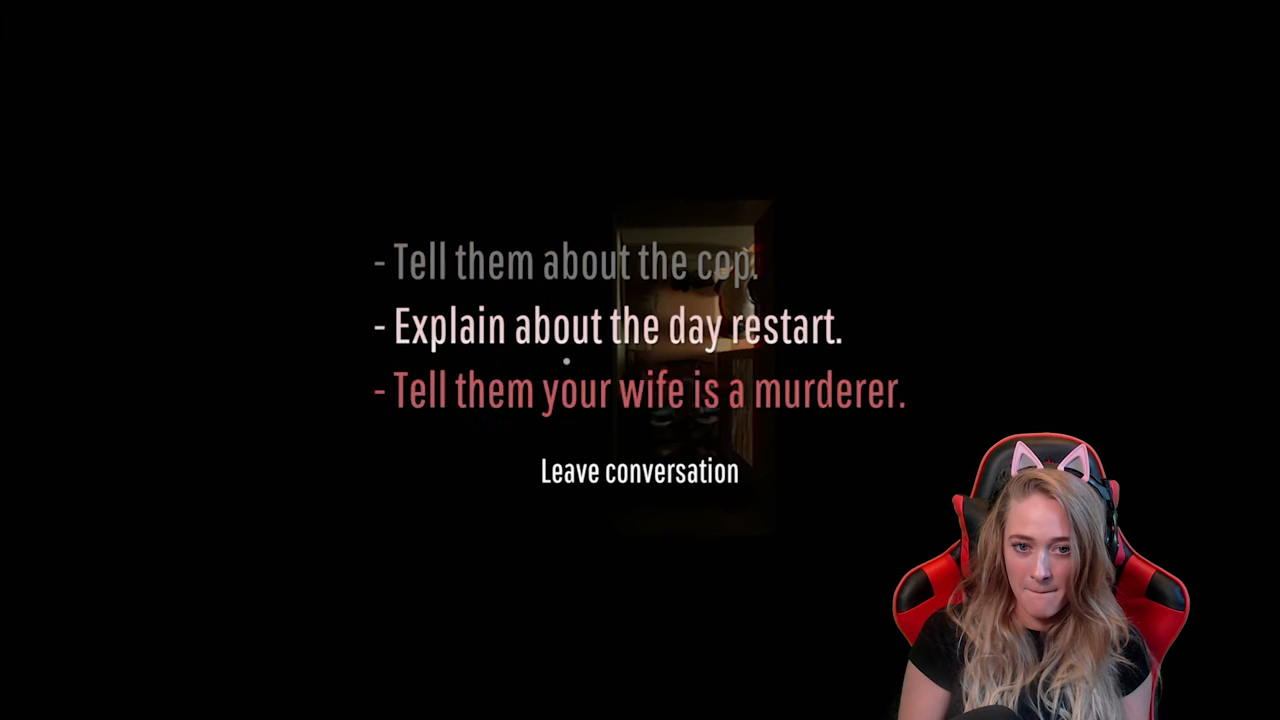 - Tell them about the cop.
- Explain about the day restart.
- Tell them your wife is a murderer.
Leave conversation